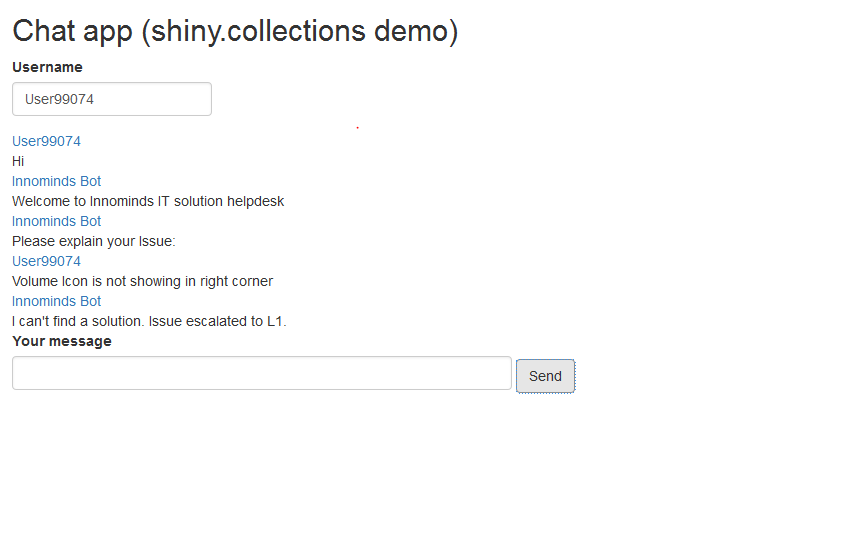 Chat app (shiny.collections demo)
Username
User99074
User99074
Hi
Innominds Bot
Welcome to Innominds IT solution helpdesk
Innominds Bot
Please explain your Issue:
User99074
Volume Icon is not showing in right corner
Innominds Bot
I can't find a solution. Issue escalated to L1.
Your message
Send